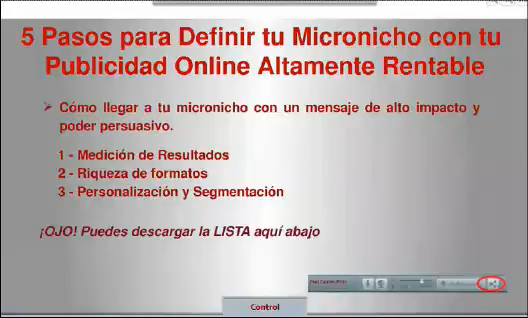 5 Pasos para Definir tu Micronicho con tu
Publicidad Online Altamente Rentable
➢ Cómo llegar a tu micronicho con un mensaje de alto impacto y
poder persuasivo.
1 - Medición de Resultados
2 - Riqueza de formatos
3 - Personalización y Segmentación
¡OJO! Puedes descargar la LISTA aquí abajo
Control